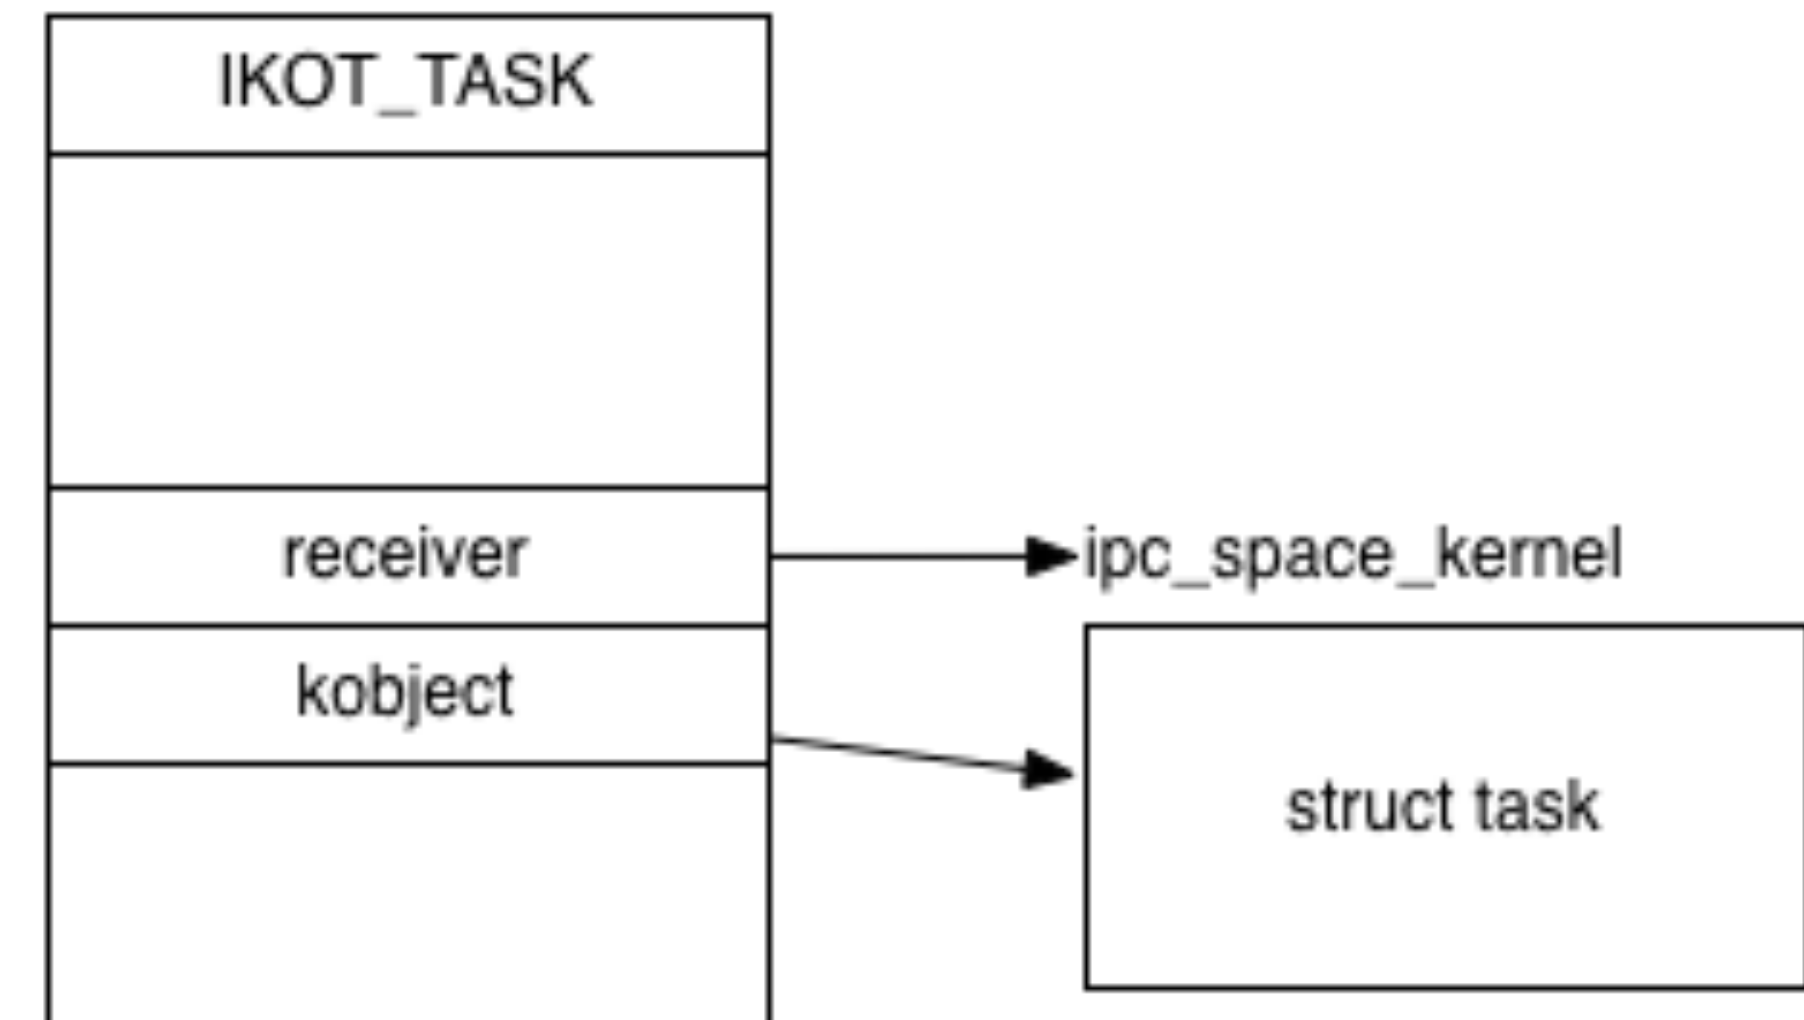 IKOT_TASK
receiver
ipc_space_kernel
kobject
struct task